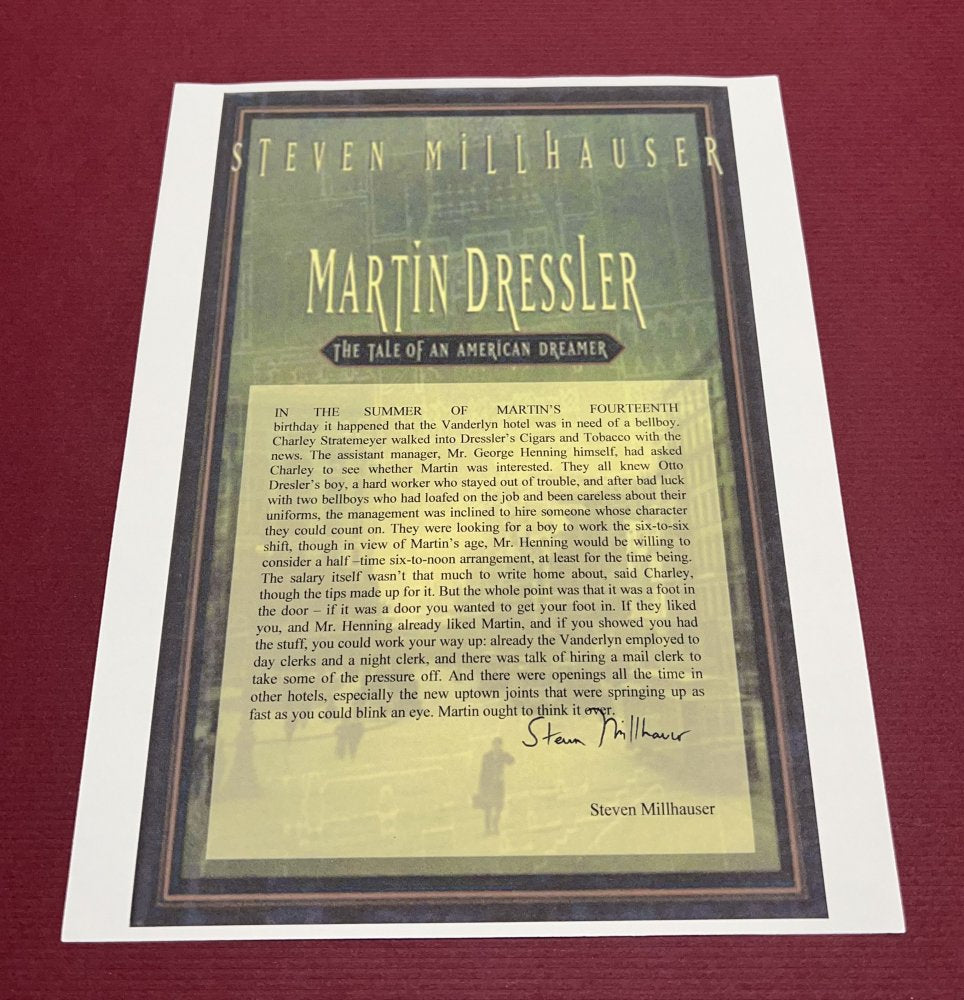 STEVEN MILLHAUSER
MARTIN DRESSLER
THE TALE OF AN AMERICAN DREAMER
IN THE SUMMER OF MARTIN'S FOURTEENTH
birthday it happened that the Vanderlyn hotel was in need of a bellboy.
Charley Stratemeyer walked into Dressler's Cigars and Tobacco with the
news. The assistant manager, Mr. George Henning himself, had asked
Charley to see whether Martin was interested. They all knew Otto
Dresler's boy, a hard worker who stayed out of trouble, and after bad luck
with two bellboys who had loafed on the job and been careless about their
uniforms, the management was inclined to hire someone whose character
they could count on. They were looking for a boy to work the six-to-six
shift, though in view of Martin's age, Mr. Henning would be willing to
consider a half –time six-to-noon arrangement, at least for the time being.
The salary itself wasn't that much to write home about, said Charley,
though the tips made up for it. But the whole point was that it was a foot in
the door – if it was a door you wanted to get your foot in. If they liked
you, and Mr. Henning already liked Martin, and if you showed you had
the stuff, you could work your way up: already the Vanderlyn employed to
day clerks and a night clerk, and there was talk of hiring a mail clerk to
take some of the pressure off. And there were openings all the time in
other hotels, especially the new uptown joints that were springing up as
fast as you could blink an eye. Martin ought to think it over.
Steven Millhauser
Steven Millhauser